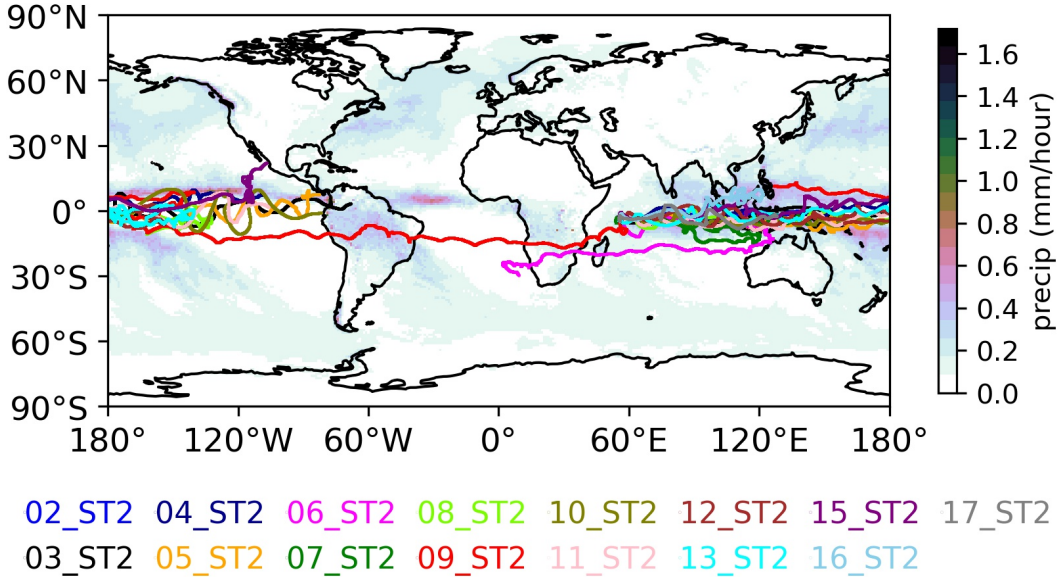 90°N
60°N
30°N
0°
30°S
60°S
90°S
180° 120°W 60°W 0° 60°E 120°E 180°
1.6
1.4
1.2
1.0
0.8
0.6
0.4
0.2
0.0
precip (mm/hour)
02_ST2 04_ST2 06_ST2 08_ST2 10_ST2 12_ST2 15_ST2 17_ST2
03_ST2 05_ST2 07_ST2 09_ST2 11_ST2 13_ST2 16_ST2